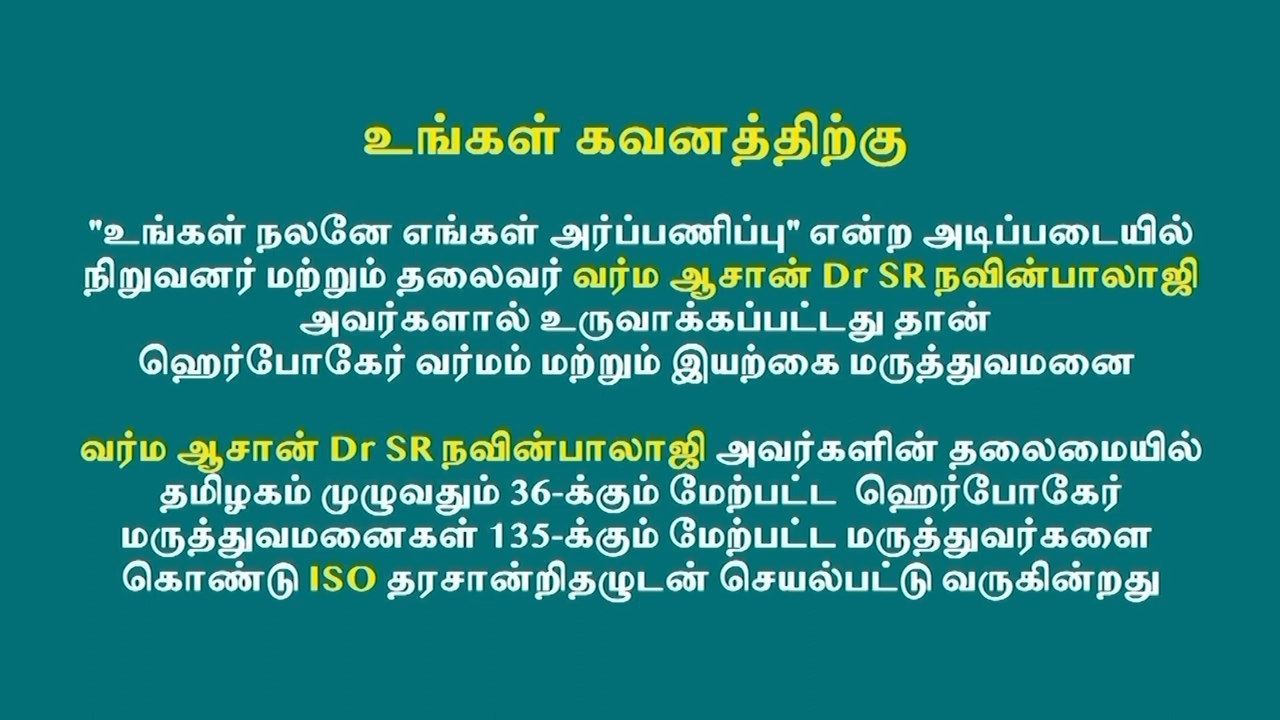 உங்கள் கவனத்திற்கு
"உங்கள் நலனே எங்கள் அர்ப்பணிப்பு" என்ற அடிப்படையில்
நிறுவனர் மற்றும் தலைவர் வர்ம ஆசான் Dr SR நவின்பாலாஜி
அவர்களால் உருவாக்கப்பட்டது தான்
ஹெர்போகேர் வர்மம் மற்றும் இயற்கை மருத்துவமனை
வர்ம ஆசான் Dr SR நவின்பாலாஜி அவர்களின் தலைமையில்
தமிழகம் முழுவதும் 36-க்கும் மேற்பட்ட ஹெர்போகேர்
மருத்துவமனைகள் 135-க்கும் மேற்பட்ட மருத்துவர்களை
கொண்டு ISO தரசான்றிதழுடன் செயல்பட்டு வருகின்றது